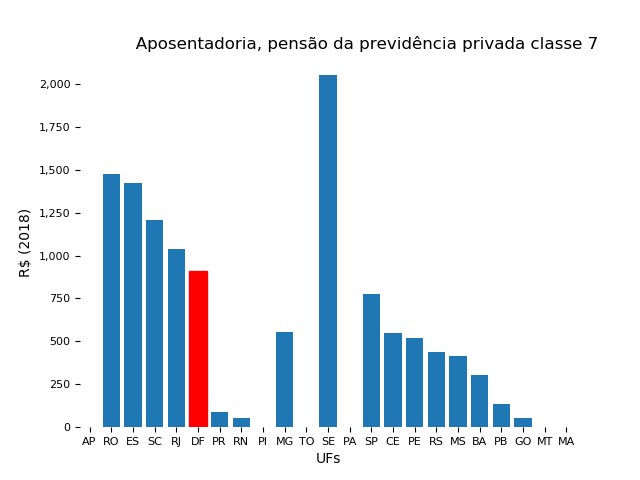 Aposentadoria, pensão da previdência privada classe 7
R$ (2018)
2,000
1,750
1,500
1,250
1,000
750
500
250
0
AP RO ES SC RJ DF PR RN PI MG TO SE PA SP CE PE RS MS BA PB GO MT MA
UFs